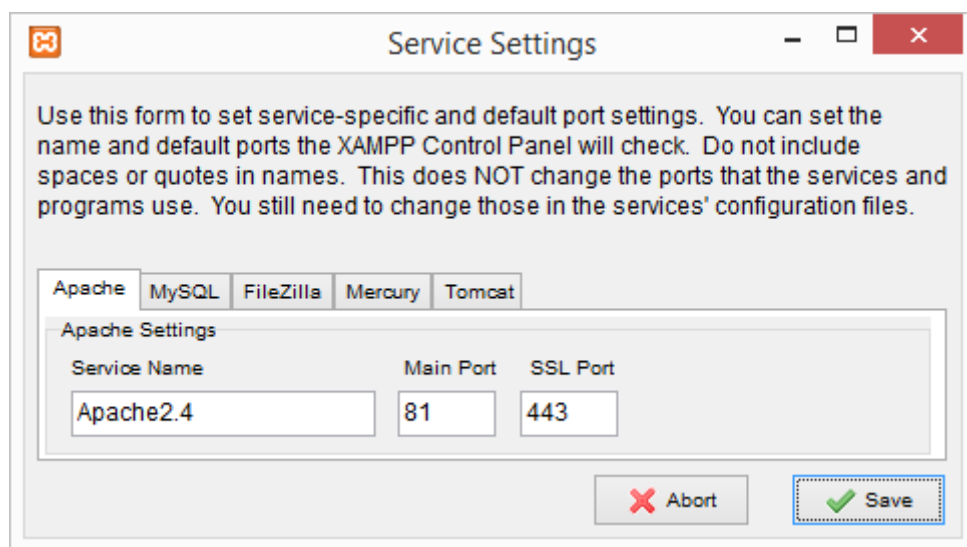 Service Settings
Use this form to set service-specific and default port settings.  You can set the
name and default ports the XAMPP Control Panel will check.  Do not include
spaces or quotes in names.  This does NOT change the ports that the services and
programs use.  You still need to change those in the services' configuration files.
Apache MySQL FileZilla Mercury Tomcat
Apache Settings
Service Name Main Port SSL Port
Apache2.4 81 443
Abort Save